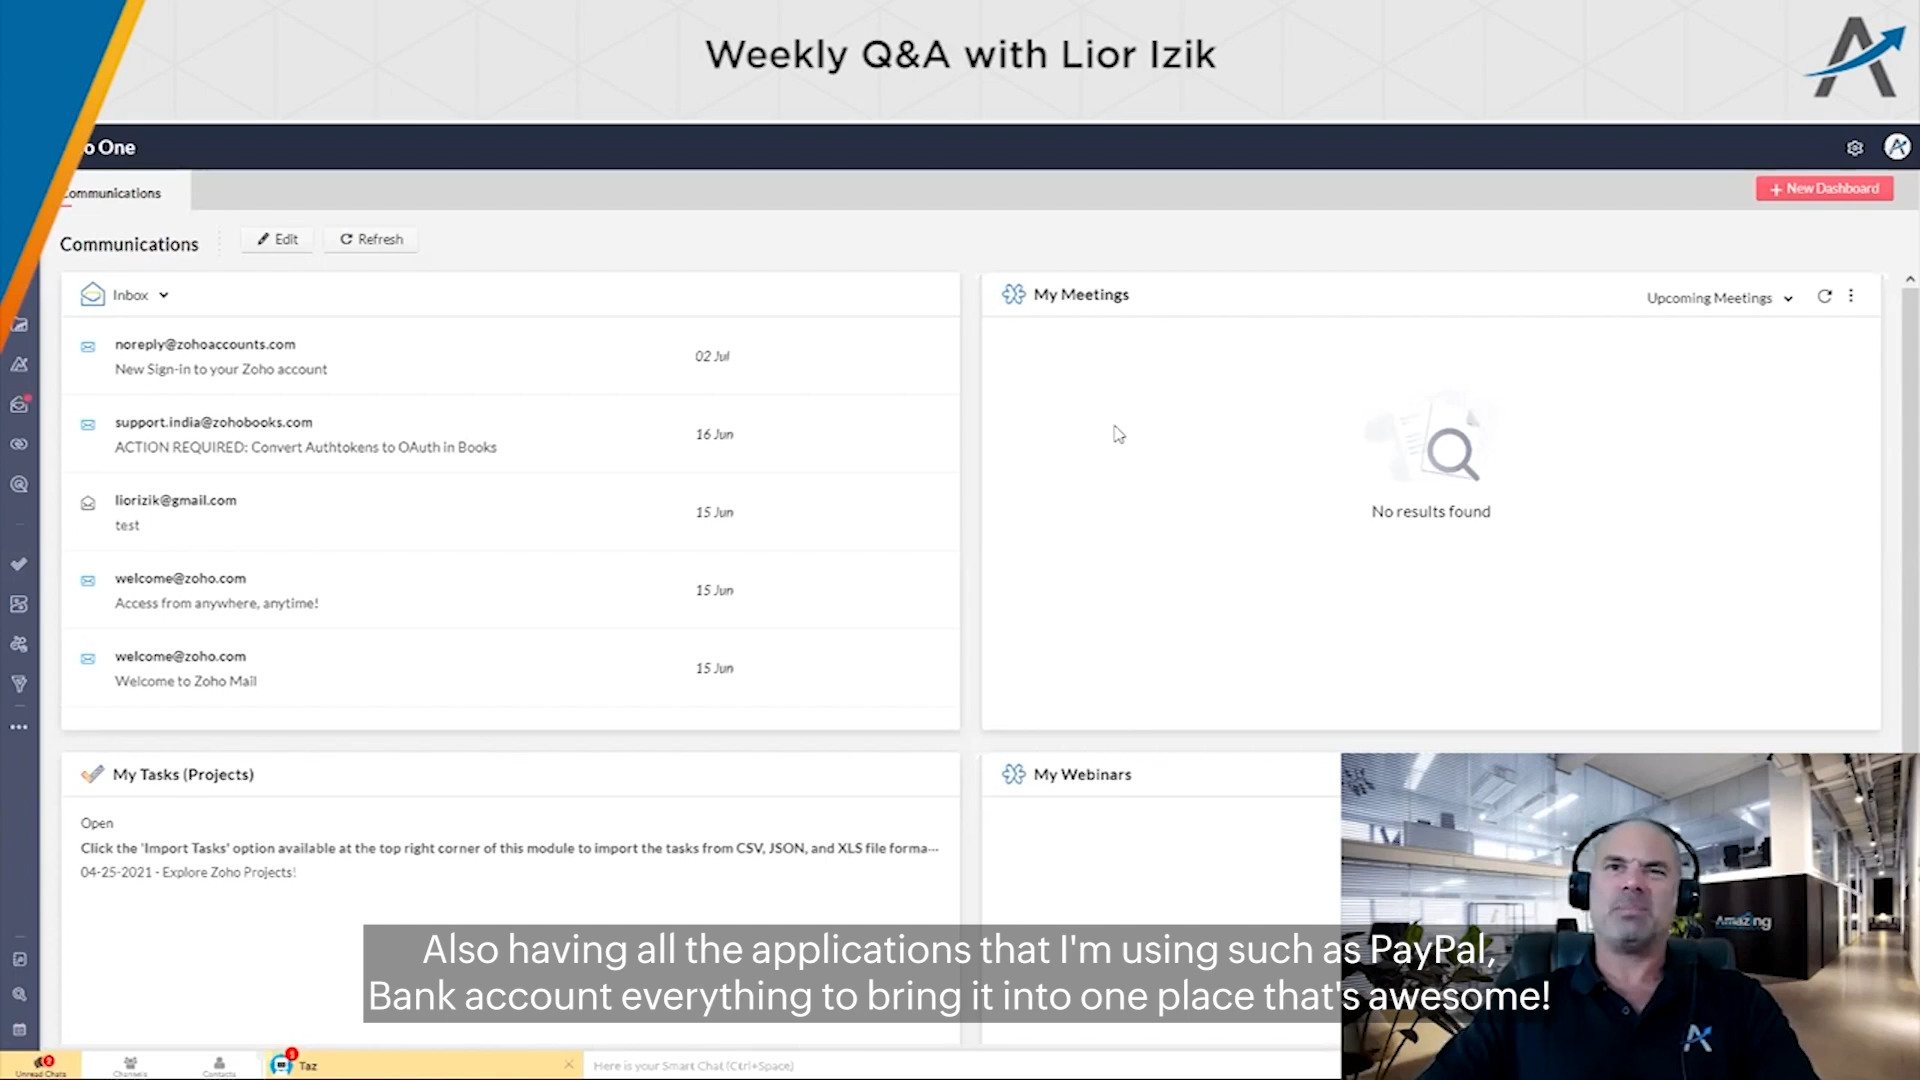 Weekly Q&A with Lior Izik
o One
Communications
+ New Dashboard
Communications
Edit
Refresh
Inbox
noreply@zohoaccounts.com
02 Jul
New Sign-in to your Zoho account
support.india@zohobooks.com
16 Jun
ACTION REQUIRED: Convert Authtokens to OAuth in Books
liorizik@gmail.com
15 Jun
test
welcome@zoho.com
15 Jun
Access from anywhere, anytime!
welcome@zoho.com
15 Jun
Welcome to Zoho Mail
My Meetings
Upcoming Meetings
No results found
My Tasks (Projects)
Open
Click the 'Import Tasks' option available at the top right corner of this module to import the tasks from CSV, JSON, and XLS file forma...
04-25-2021 - Explore Zoho Projects!
My Webinars
Amazing
Also having all the applications that I'm using such as PayPal,
Bank account everything to bring it into one place that's awesome!
Unread Chats
Channels
Contacts
Taz
Here is your Smart Chat (Ctrl+Space)